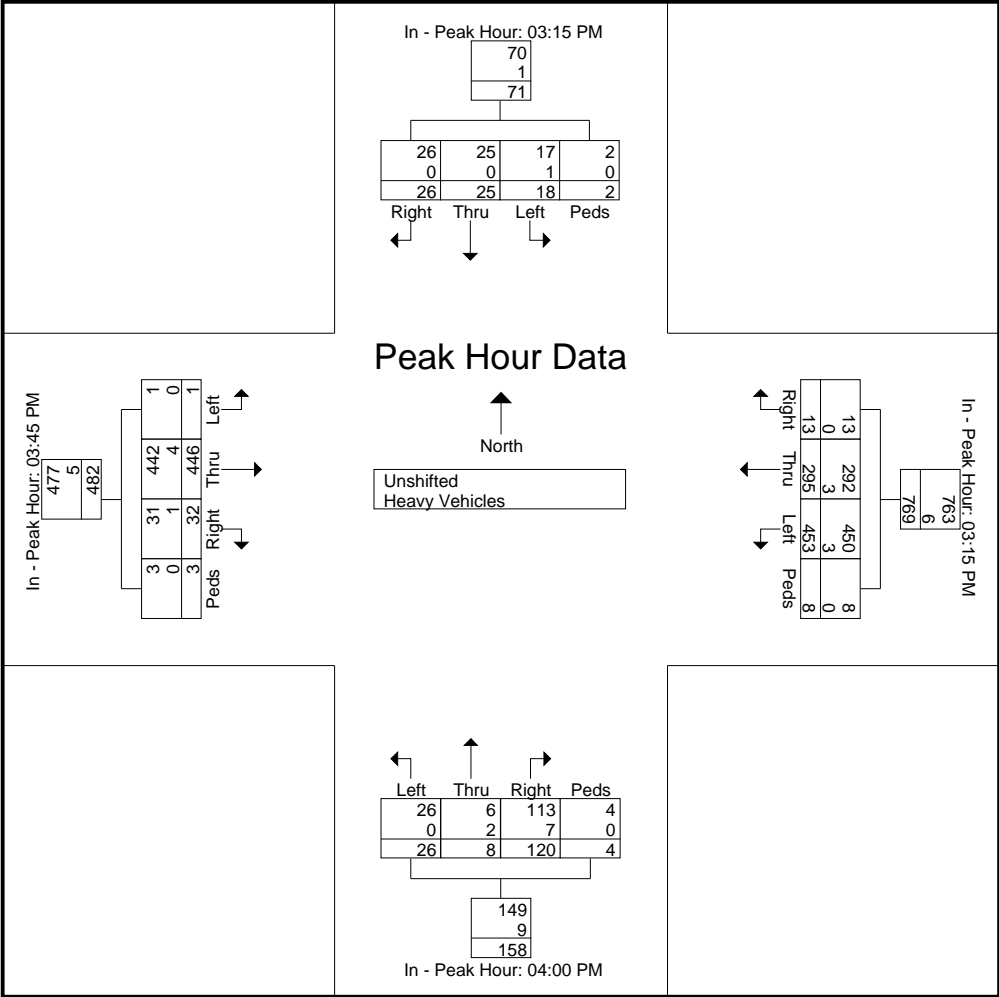 In - Peak Hour: 03:15 PM
70
1
71
26 25 17 2
0 0 1 0
26 25 18 2
Right Thru Left Peds
Peak Hour Data
North
Unshifted
Heavy Vehicles
In - Peak Hour: 03:45 PM
477
5
482
1 0 1 Left
442 4 446 Thru
31 1 32 Right
3 0 3 Peds
In - Peak Hour: 03:15 PM
763
6
769
Right 13 0 13
Thru 295 3 292
Left 453 3 450
Peds 8 0 8
Left Thru Right Peds
26 6 113 4
0 2 7 0
26 8 120 4
149
9
158
In - Peak Hour: 04:00 PM